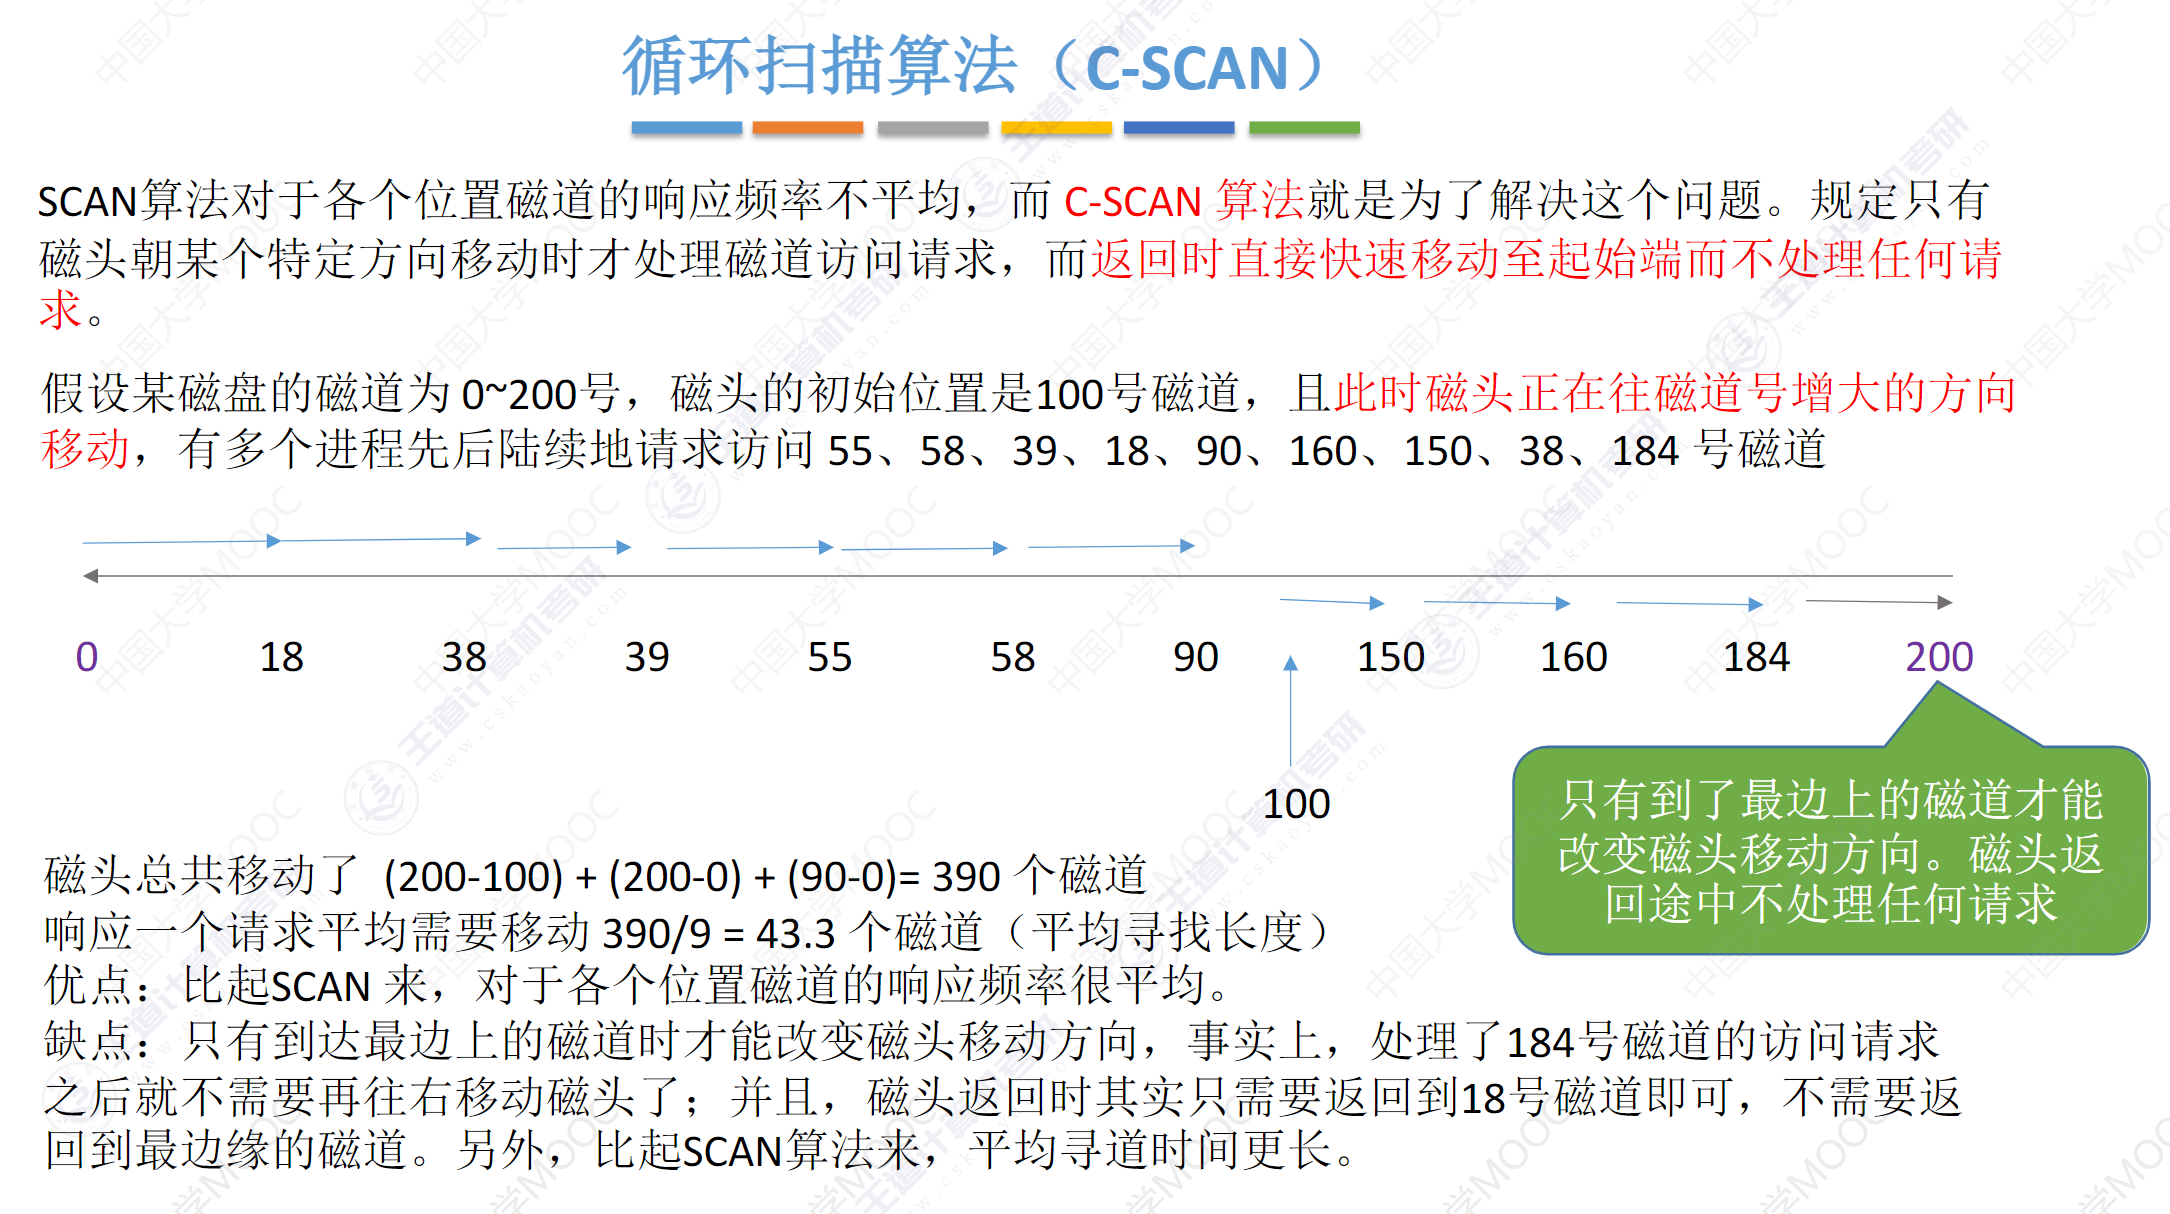 循环扫描算法（C-SCAN）
SCAN算法对于各个位置磁道的响应频率不平均，而 C-SCAN 算法就是为了解决这个问题。规定只有
磁头朝某个特定方向移动时才处理磁道访问请求，而返回时直接快速移动至起始端而不处理任何请
求。
假设某磁盘的磁道为 0~200号，磁头的初始位置是100号磁道，且此时磁头正在往磁道号增大的方向
移动，有多个进程先后陆续地请求访问 55、58、39、18、90、160、150、38、184 号磁道
0 18 38 39 55 58 90 150 160 184 200
100
只有到了最边上的磁道才能
改变磁头移动方向。磁头返
回途中不处理任何请求
磁头总共移动了 (200-100) + (200-0) + (90-0)= 390 个磁道
响应一个请求平均需要移动 390/9 = 43.3 个磁道（平均寻找长度）
优点：比起SCAN 来，对于各个位置磁道的响应频率很平均。
缺点：只有到达最边上的磁道时才能改变磁头移动方向，事实上，处理了184号磁道的访问请求
之后就不需要再往右移动磁头了；并且，磁头返回时其实只需要返回到18号磁道即可，不需要返
回到最边缘的磁道。另外，比起SCAN算法来，平均寻道时间更长。
中国大学MOOC
王道计算机考研
www.cskaoyan.com